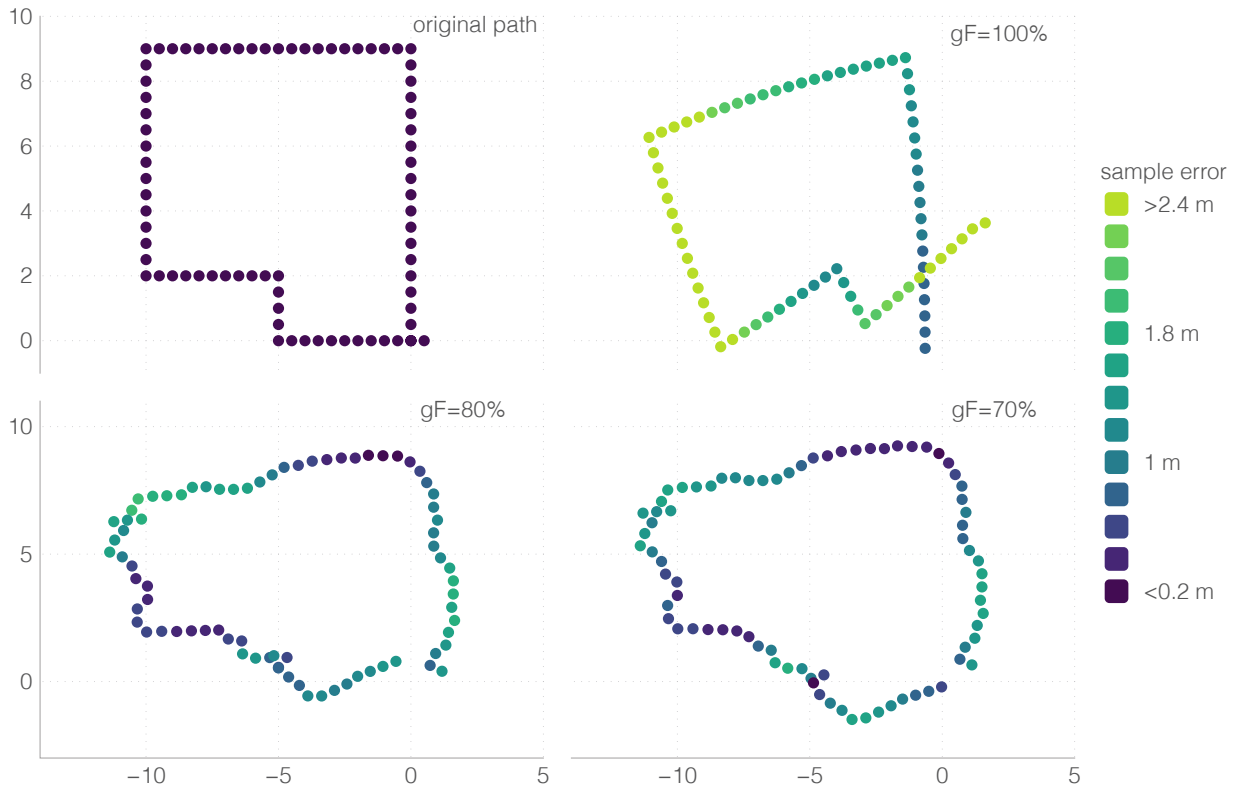 10
8
6
4
2
0
original path
gF=100%
sample error
>2.4 m
1.8 m
1 m
<0.2 m
10
5
0
gF=80%
gF=70%
−10 −5 0 5
−10 −5 0 5